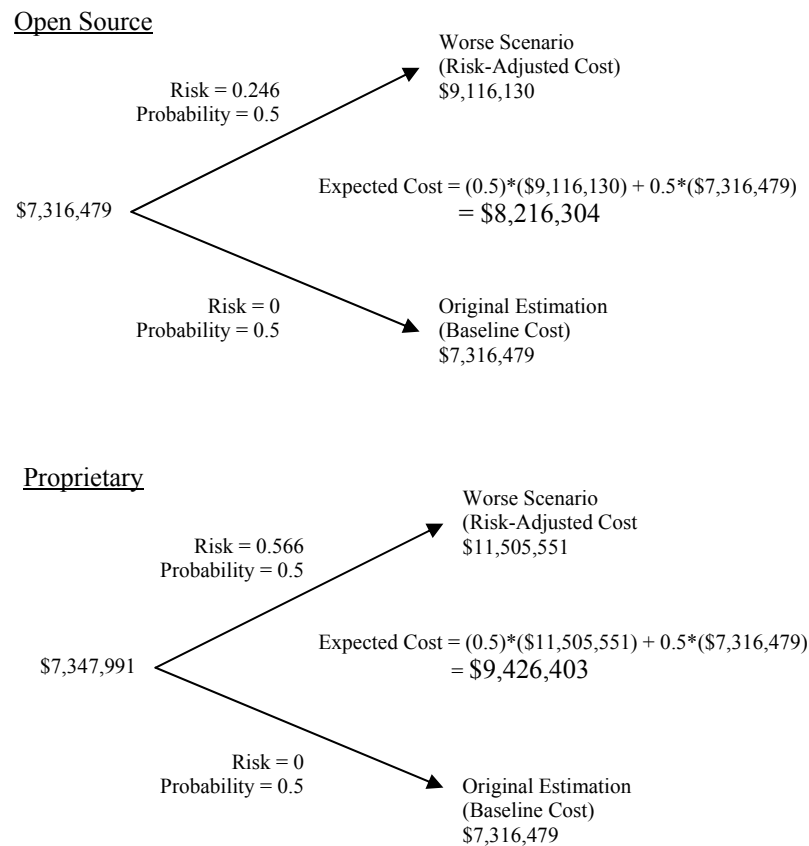 Open Source
Worse Scenario
(Risk-Adjusted Cost)
$9,116,130
Risk = 0.246
Probability = 0.5
Expected Cost = (0.5)*($9,116,130) + 0.5*($7,316,479)
= $8,216,304
$7,316,479
Risk = 0
Probability = 0.5
Original Estimation
(Baseline Cost)
$7,316,479
Proprietary
Worse Scenario
(Risk-Adjusted Cost
$11,505,551
Risk = 0.566
Probability = 0.5
Expected Cost = (0.5)*($11,505,551) + 0.5*($7,316,479)
= $9,426,403
$7,347,991
Risk = 0
Probability = 0.5
Original Estimation
(Baseline Cost)
$7,316,479